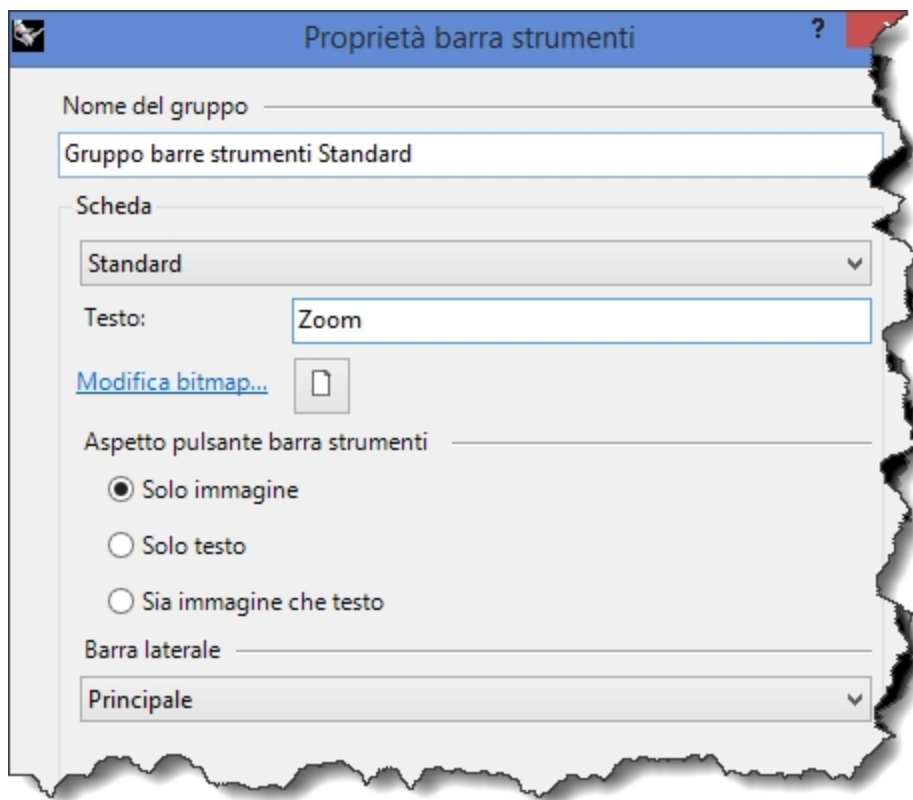 Proprietà barra strumenti ?
Nome del gruppo
Gruppo barre strumenti Standard
Scheda
Standard
Testo: Zoom
Modifica bitmap...
Aspetto pulsante barra strumenti
Solo immagine
Solo testo
Sia immagine che testo
Barra laterale
Principale